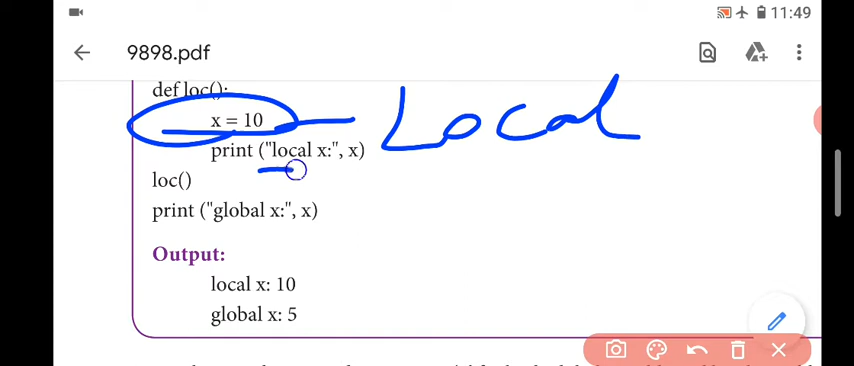 11:49
9898.pdf
def loc():
x = 10
Local
print ("local x:", x)
loc()
print ("global x:", x)
Output:
local x: 10
global x: 5